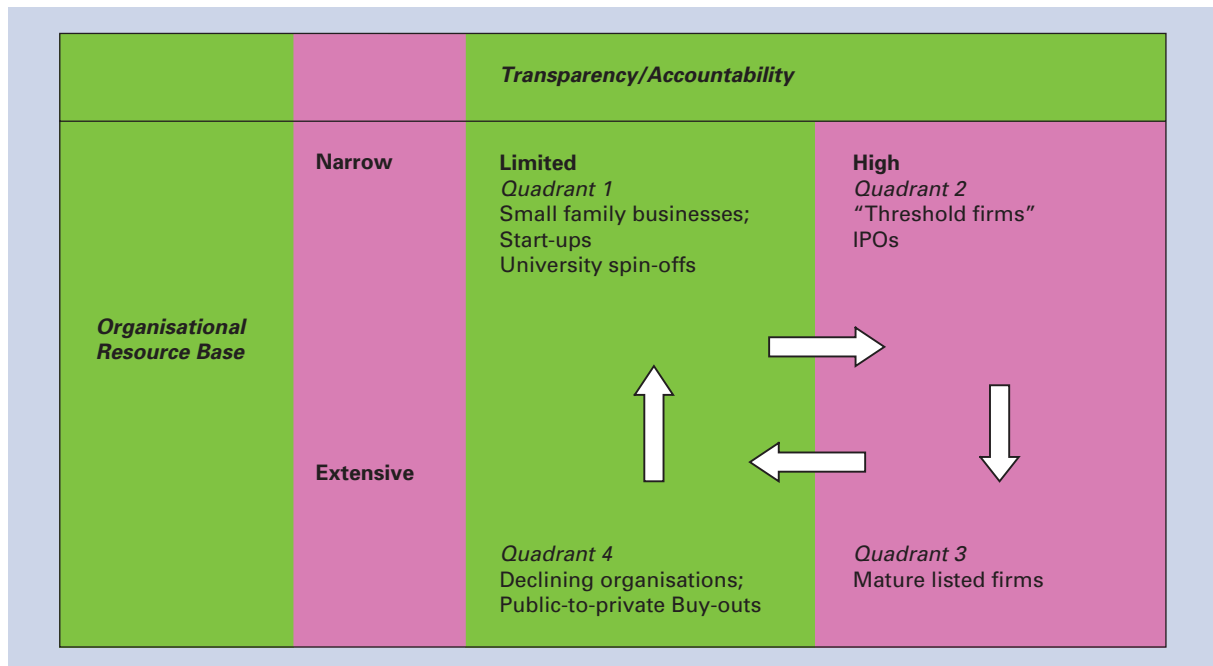 Transparency/Accountability
Narrow
Limited
Quadrant 1
Small family businesses;
Start-ups
University spin-offs
High
Quadrant 2
“Threshold firms”
IPOs
Organisational
Resource Base
Extensive
Quadrant 4
Declining organisations;
Public-to-private Buy-outs
Quadrant 3
Mature listed firms